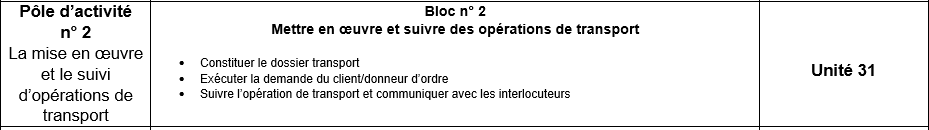 Pôle d’activité
n° 2
La mise en œuvre
et le suivi
d’opérations de
transport
Bloc n° 2
Mettre en œuvre et suivre des opérations de transport
• Constituer le dossier transport
• Exécuter la demande du client/donneur d’ordre
• Suivre l’opération de transport et communiquer avec les interlocuteurs
Unité 31